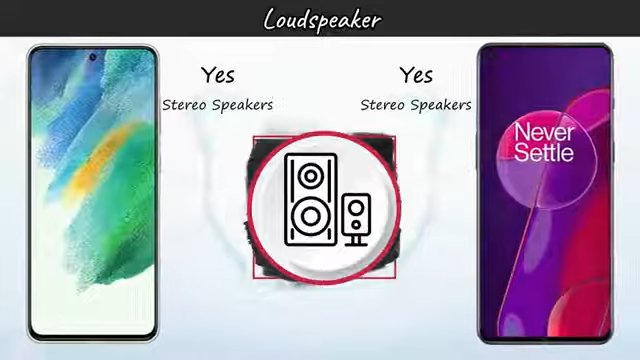 Loudspeaker
Yes
Stereo Speakers
Yes
Stereo Speakers
Never
Settle